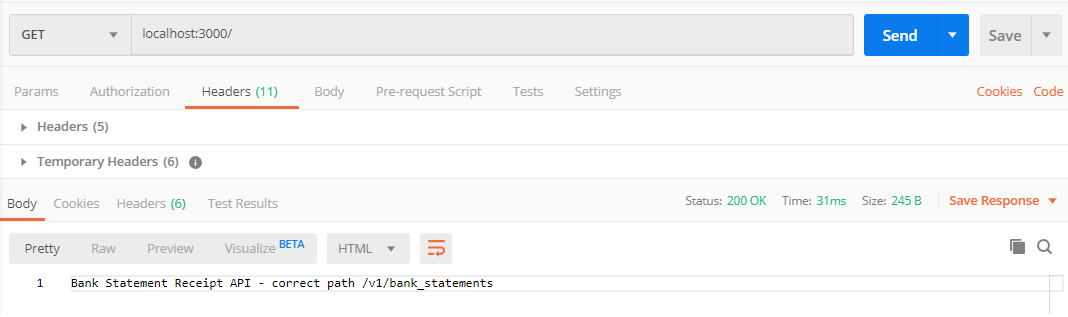 GET localhost:3000/ Send Save
Params Authorization Headers (11) Body Pre-request Script Tests Settings Cookies Code
Headers (5)
Temporary Headers (6)
Body Cookies Headers (6) Test Results Status: 200 OK Time: 31ms Size: 245 B Save Response
Pretty Raw Preview Visualize BETA HTML
1 Bank Statement Receipt API - correct path /v1/bank_statements